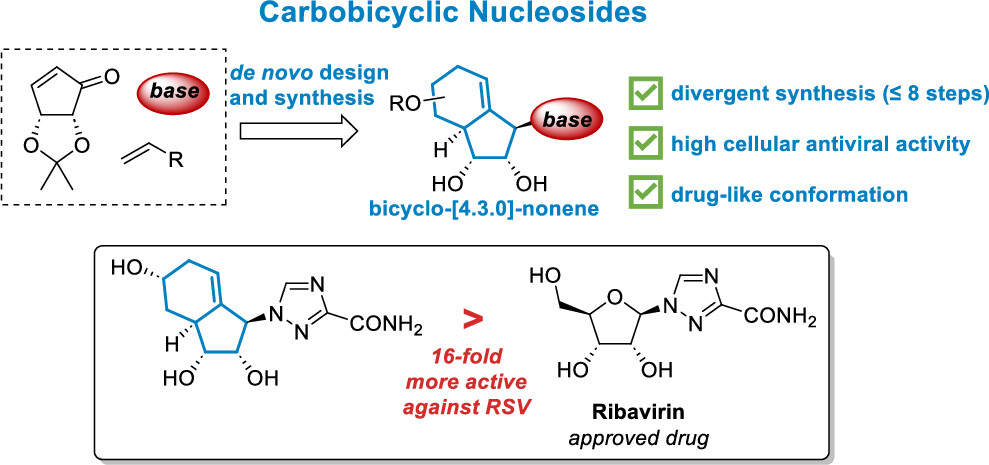 Carbobicyclic Nucleosides
O
base
O
O
R
de novo design
and synthesis
RO
base
H
HO
OH
bicyclo-[4.3.0]-nonene
divergent synthesis (≤ 8 steps)
high cellular antiviral activity
drug-like conformation
HO
N
N
N
CONH₂
H
HO
OH
>
16-fold
more active
against RSV
HO
O
N
N
N
CONH₂
HO
OH
Ribavirin
approved drug